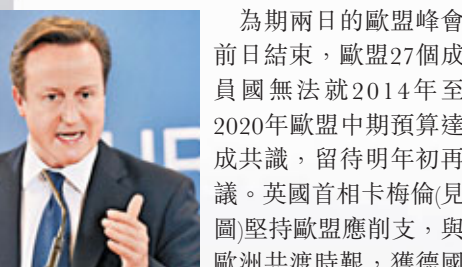 為期兩日的歐盟峰會
前日結束，歐盟27個成
員國無法就2014年至
2020年歐盟中期預算達
成共識，留待明年初再
議。英國首相卡梅倫(見
圖)堅持歐盟應削支，與
歐洲共渡時艱，獲德國